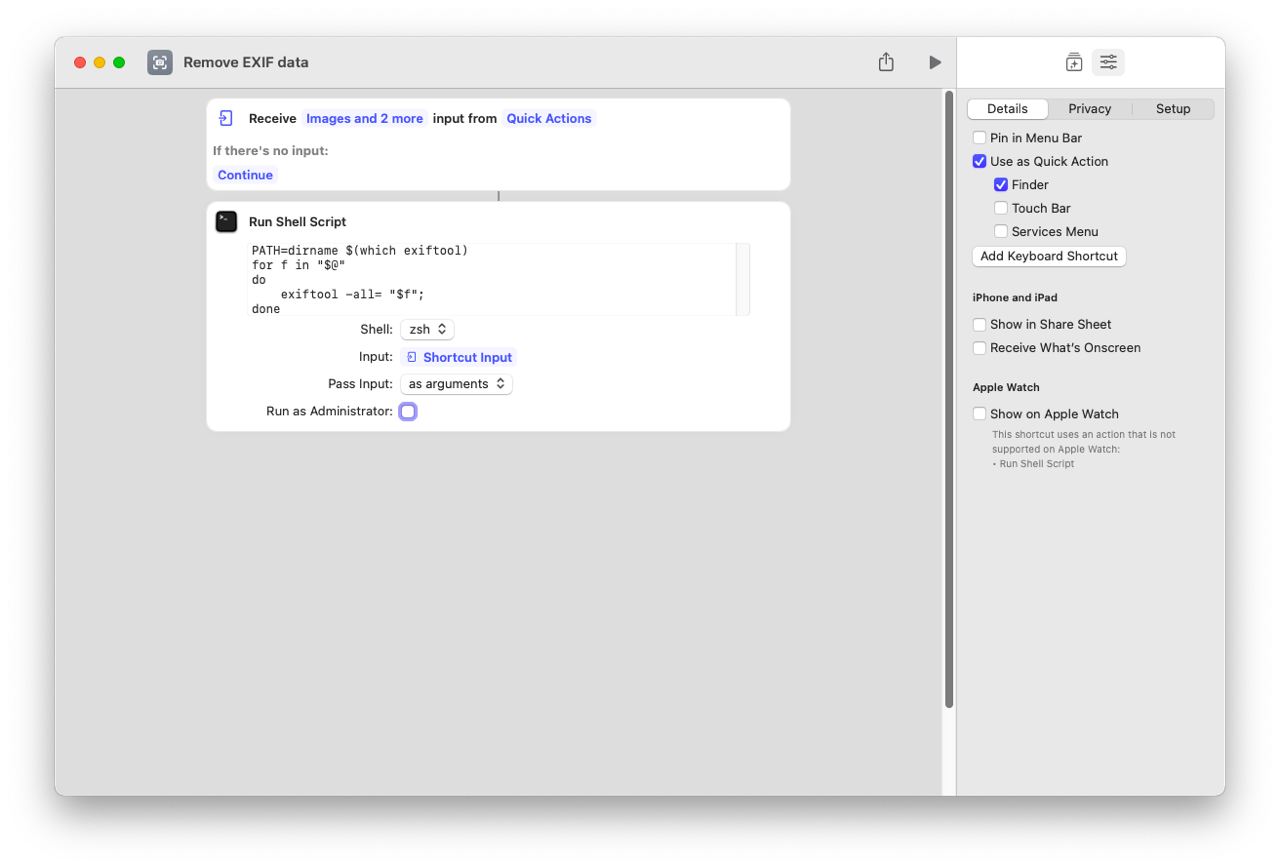 Remove EXIF data
Receive Images and 2 more input from Quick Actions
If there's no input:
Continue
Run Shell Script
PATH=dirname $(which exiftool)
for f in "$@"
do
    exiftool -all= "$f";
done
Shell: zsh
Input: Shortcut Input
Pass Input: as arguments
Run as Administrator:
Details Privacy Setup
Pin in Menu Bar
Use as Quick Action
Finder
Touch Bar
Services Menu
Add Keyboard Shortcut
iPhone and iPad
Show in Share Sheet
Receive What's Onscreen
Apple Watch
Show on Apple Watch
This shortcut uses an action that is not
supported on Apple Watch:
• Run Shell Script